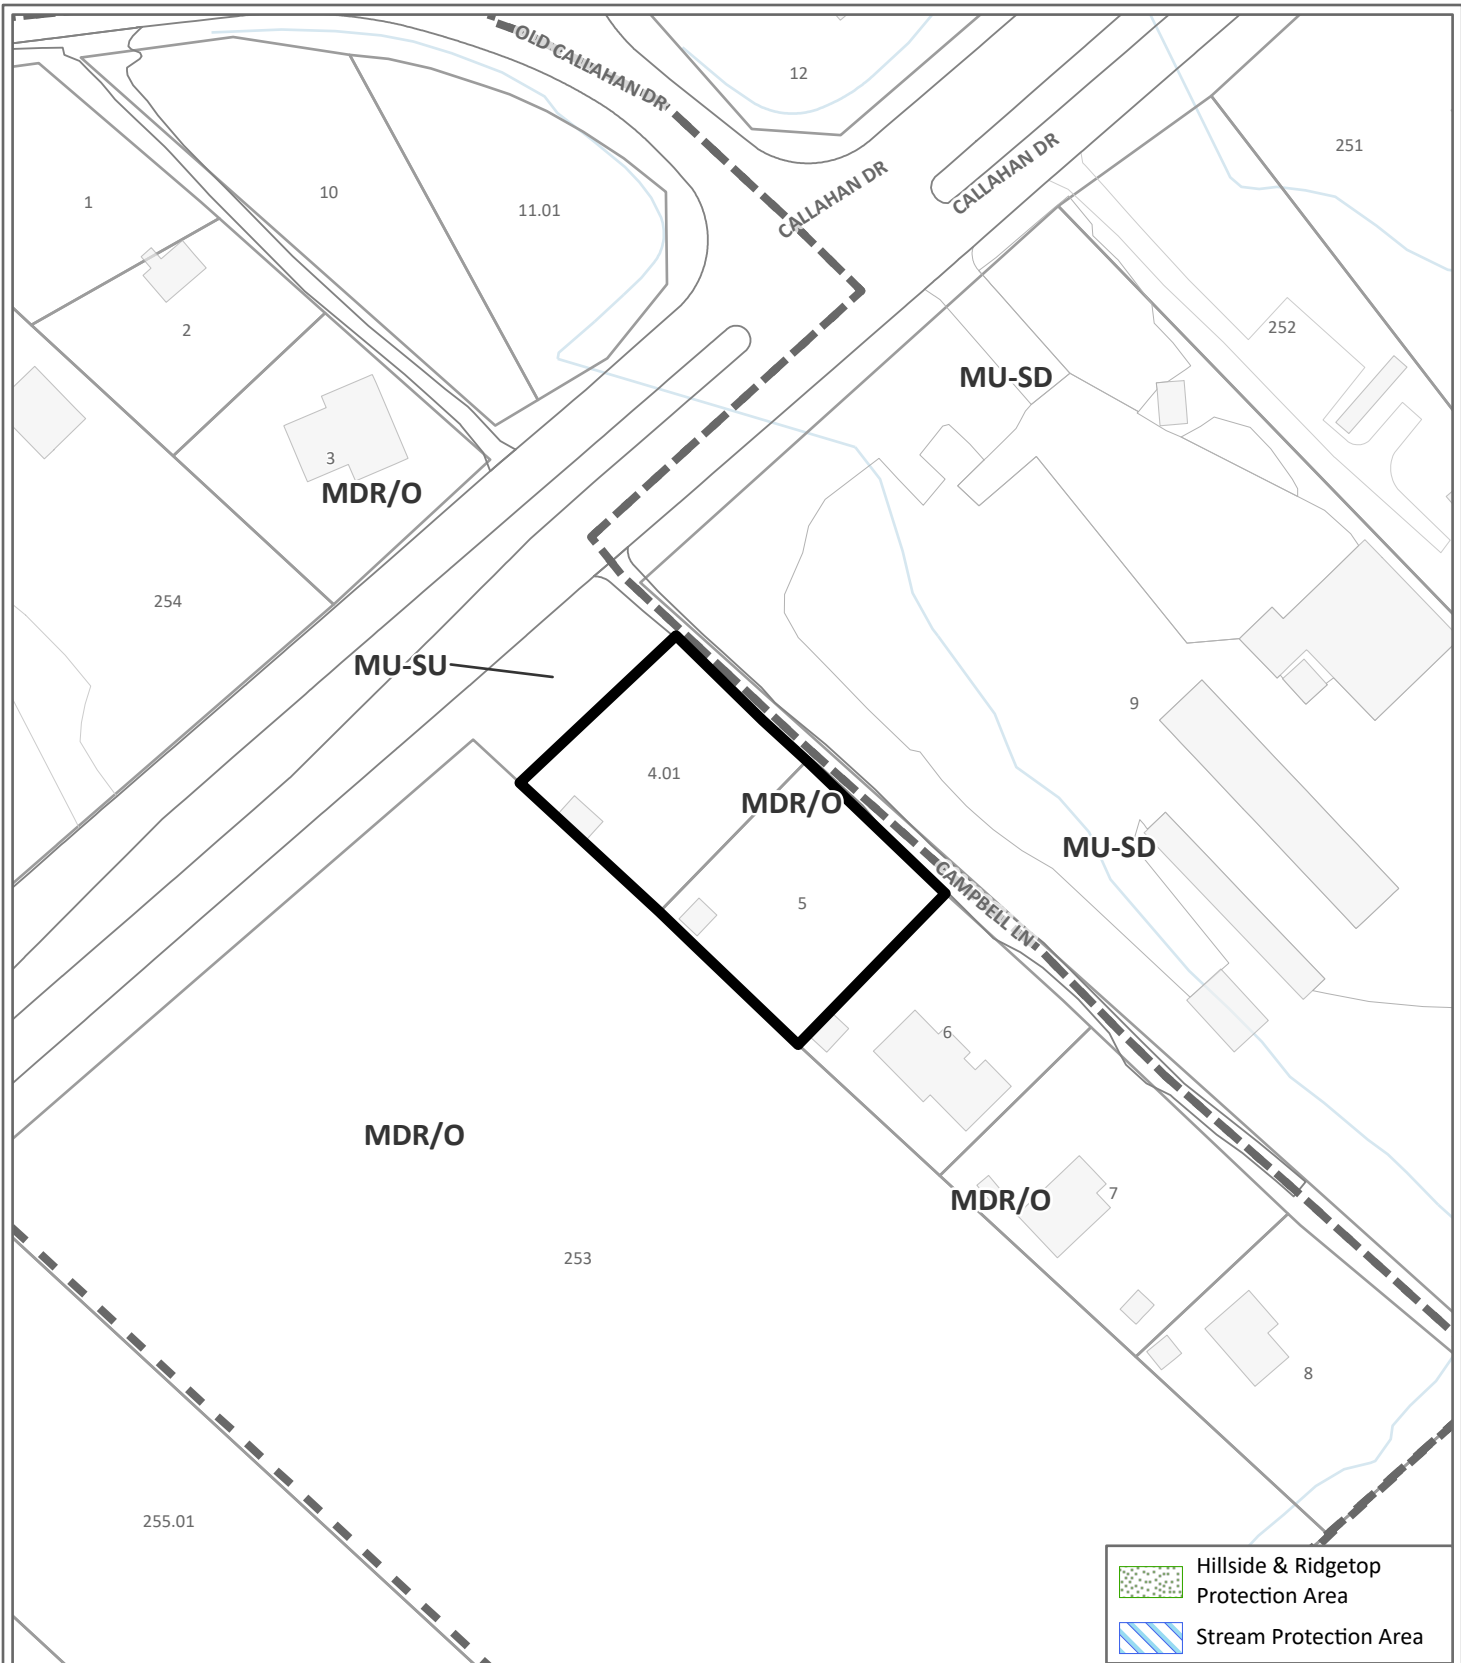 OLD CALLAHAN DR
12
CALLAHAN DR
CALLAHAN DR
251
1
10
11.01
2
252
MU-SD
3
MDR/O
254
MU-SU
9
4.01
MDR/O
MU-SD
CAMPBELL LN
5
6
MDR/O
7
MDR/O
253
8
255.01
Hillside & Ridgetop
Protection Area
Stream Protection Area